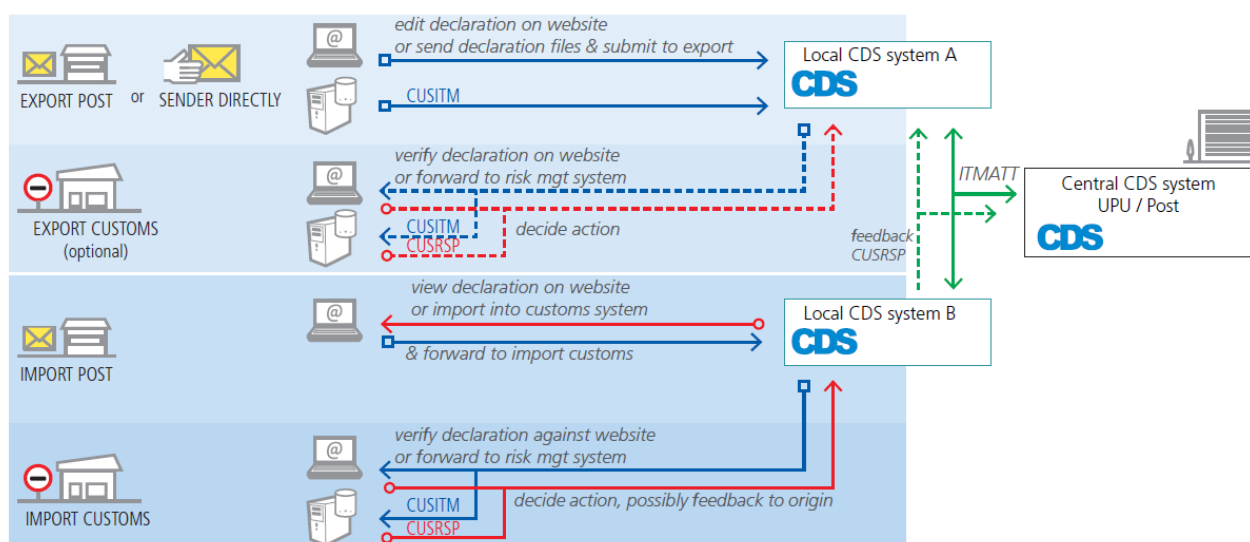 edit declaration on website
or send declaration files & submit to export
@
EXPORT POST or SENDER DIRECTLY
CUSITM
Local CDS system A
CDS
verify declaration on website
or forward to risk mgt system
@
EXPORT CUSTOMS
(optional)
CUSITM
CUSRSP
decide action
ITMATT
feedback
CUSRSP
Central CDS system
UPU / Post
CDS
view declaration on website
or import into customs system
@
& forward to import customs
IMPORT POST
Local CDS system B
CDS
verify declaration against website
or forward to risk mgt system
@
IMPORT CUSTOMS
CUSITM
CUSRSP
decide action, possibly feedback to origin